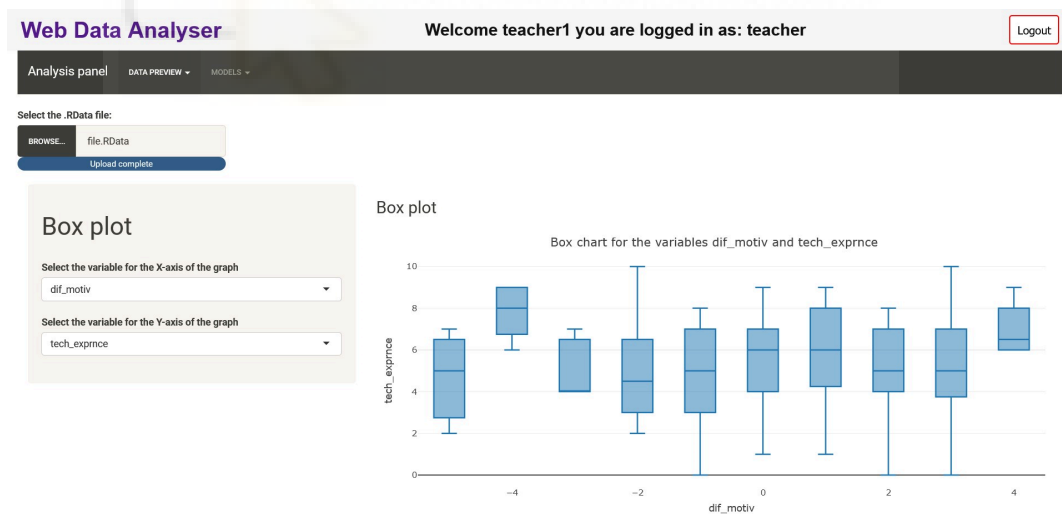 Web Data Analyser
Welcome teacher1 you are logged in as: teacher
Logout
Analysis panel DATA PREVIEW MODELS
Select the .RData file:
BROWSE... file.RData
Upload complete
Box plot
Select the variable for the X-axis of the graph
dif_motiv
Select the variable for the Y-axis of the graph
tech_exprnce
Box plot
Box chart for the variables dif_motiv and tech_exprnce
10
8
6
4
2
0
tech_exprnce
−4 −2 0 2 4
dif_motiv